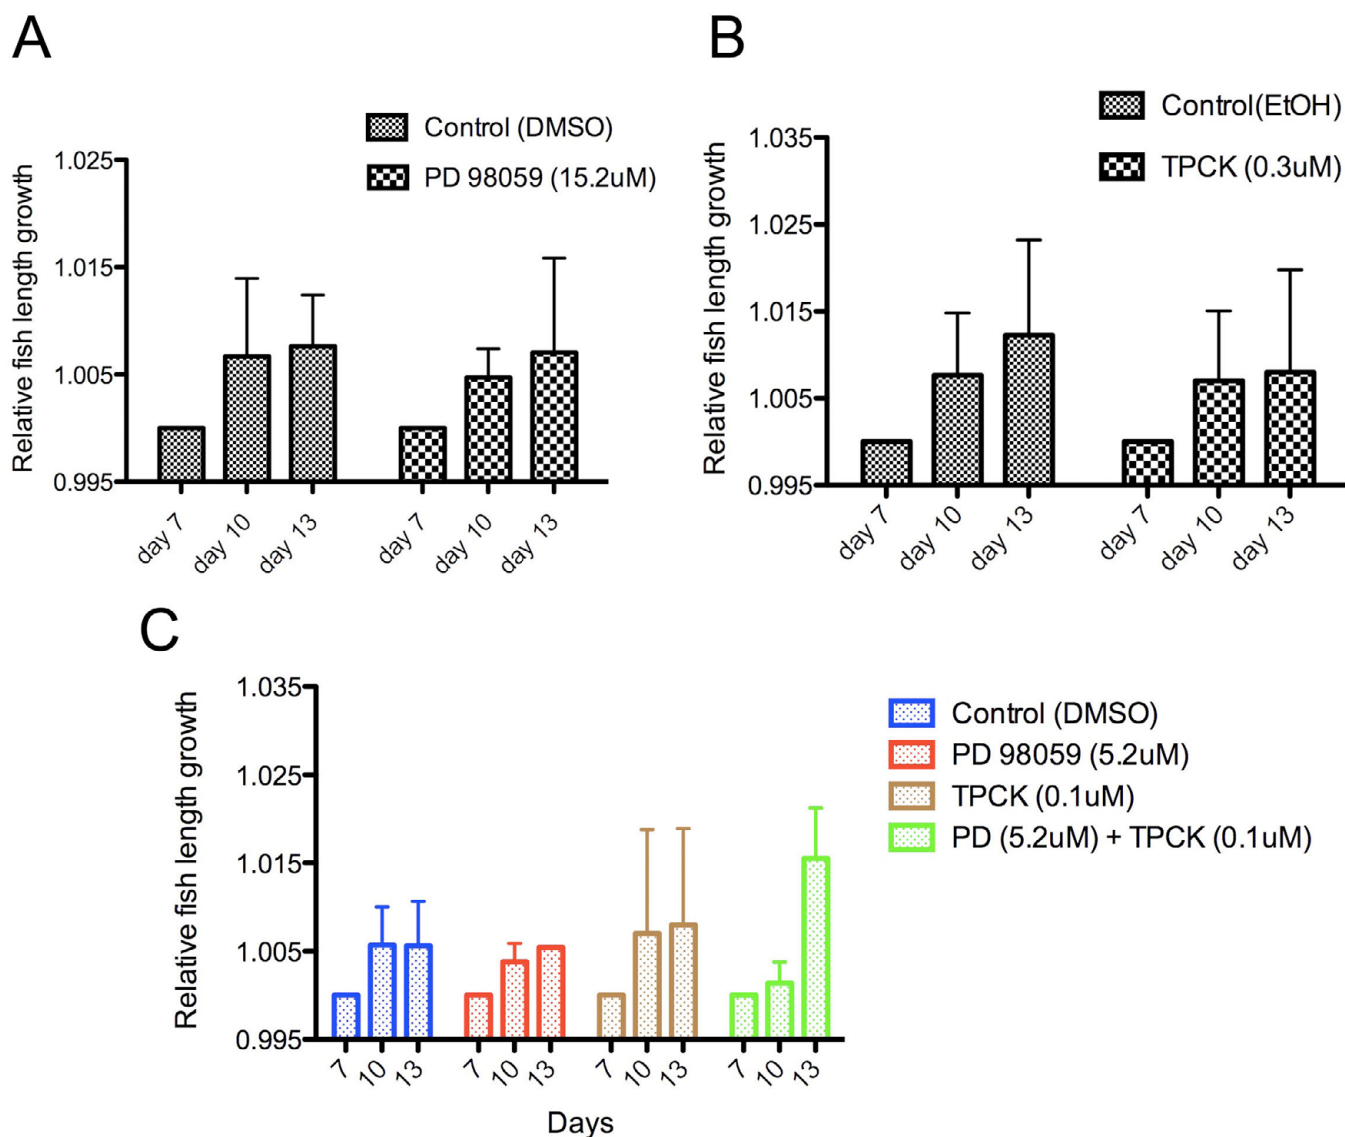 A
Control (DMSO)
PD 98059 (15.2uM)
Relative fish length growth
1.025
1.015
1.005
0.995
day 7
day 10
day 13
day 7
day 10
day 13
B
Control(EtOH)
TPCK (0.3uM)
Relative fish length growth
1.035
1.025
1.015
1.005
0.995
day 7
day 10
day 13
day 7
day 10
day 13
C
Relative fish length growth
1.035
1.025
1.015
1.005
0.995
7
10
13
7
10
13
7
10
13
7
10
13
Days
Control (DMSO)
PD 98059 (5.2uM)
TPCK (0.1uM)
PD (5.2uM) + TPCK (0.1uM)